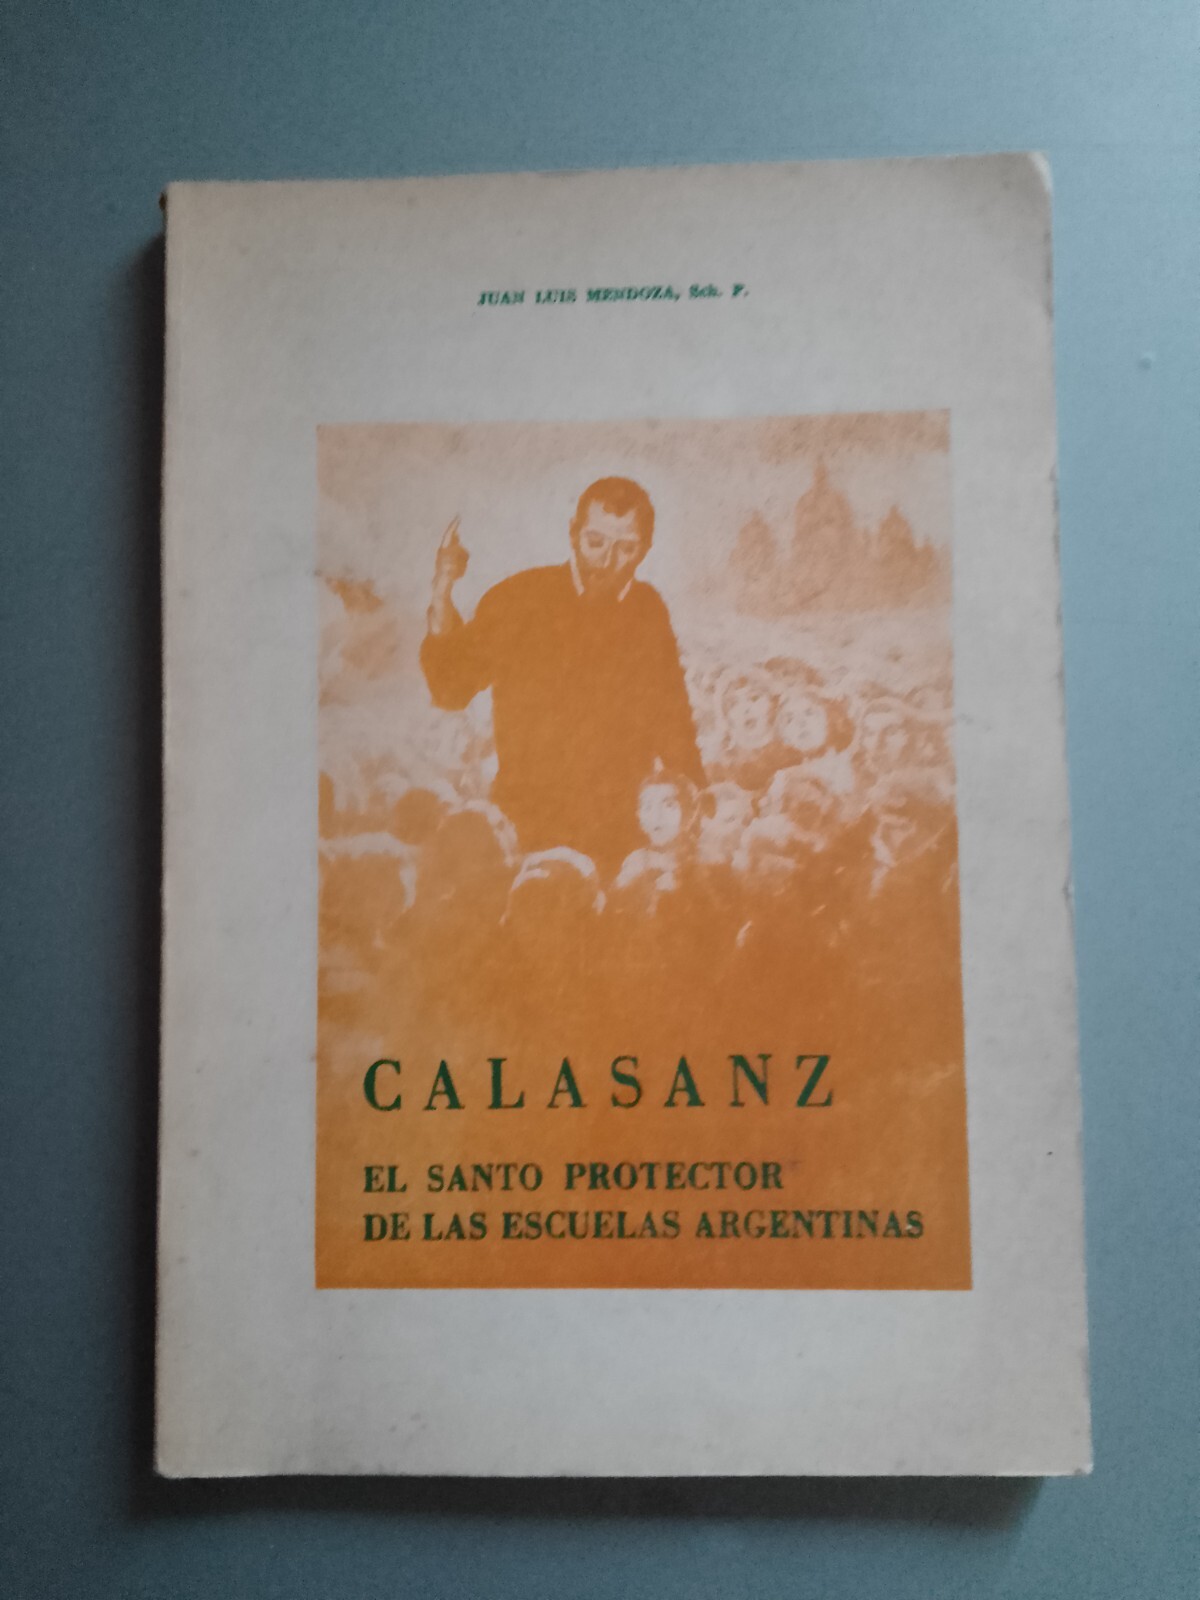 JUAN LUIS MENDOZA, Sch. P.
CALASANZ
EL SANTO PROTECTOR
DE LAS ESCUELAS ARGENTINAS